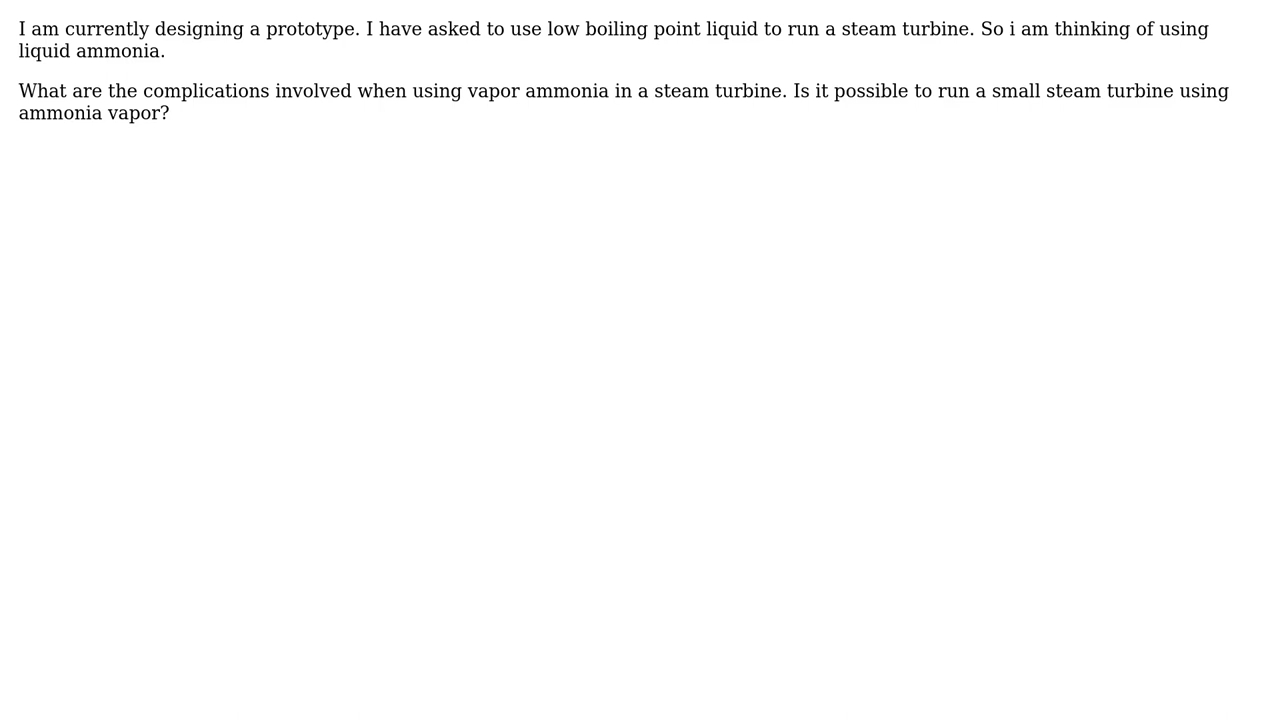 I am currently designing a prototype. I have asked to use low boiling point liquid to run a steam turbine. So i am thinking of using
liquid ammonia.
What are the complications involved when using vapor ammonia in a steam turbine. Is it possible to run a small steam turbine using
ammonia vapor?